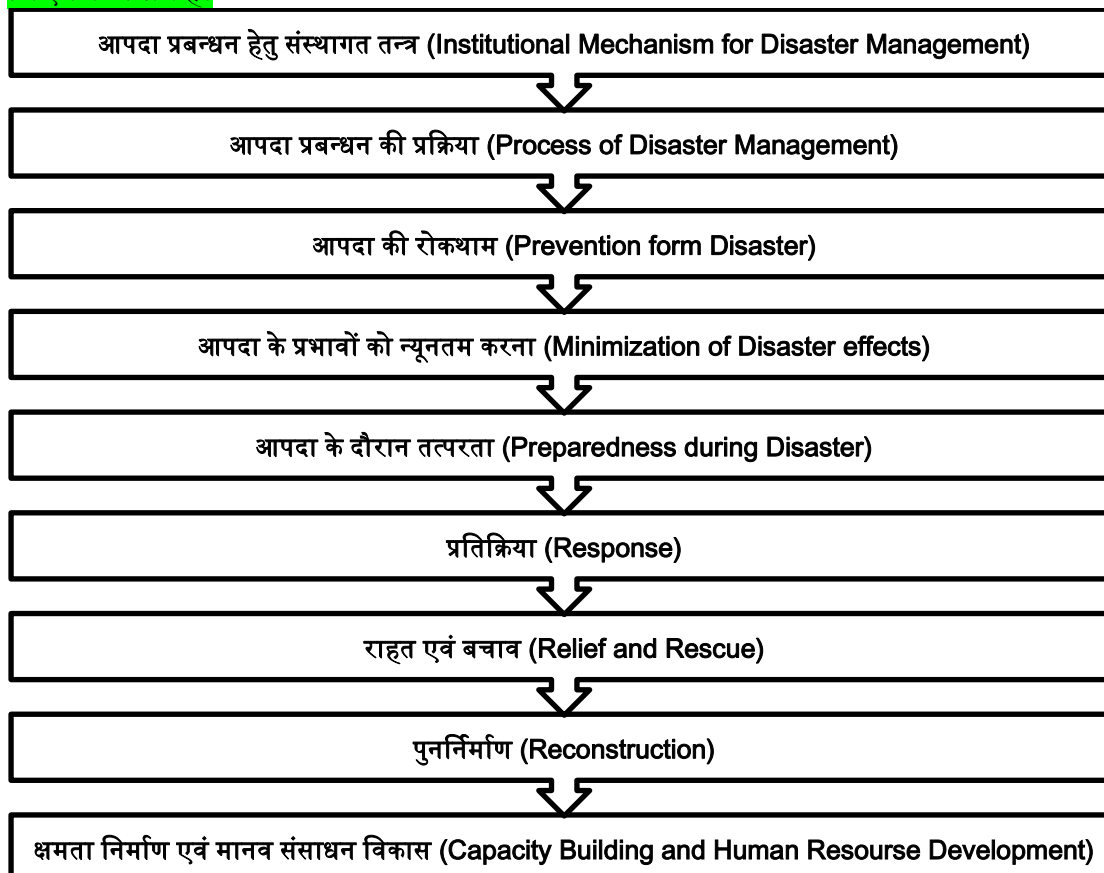 आपदा प्रबन्धन हेतु संस्थागत तन्त्र (Institutional Mechanism for Disaster Management)
आपदा प्रबन्धन की प्रक्रिया (Process of Disaster Management)
आपदा की रोकथाम (Prevention form Disaster)
आपदा के प्रभावों को न्यूनतम करना (Minimization of Disaster effects)
आपदा के दौरान तत्परता (Preparedness during Disaster)
प्रतिक्रिया (Response)
राहत एवं बचाव (Relief and Rescue)
पुनर्निर्माण (Reconstruction)
क्षमता निर्माण एवं मानव संसाधन विकास (Capacity Building and Human Resourse Development)